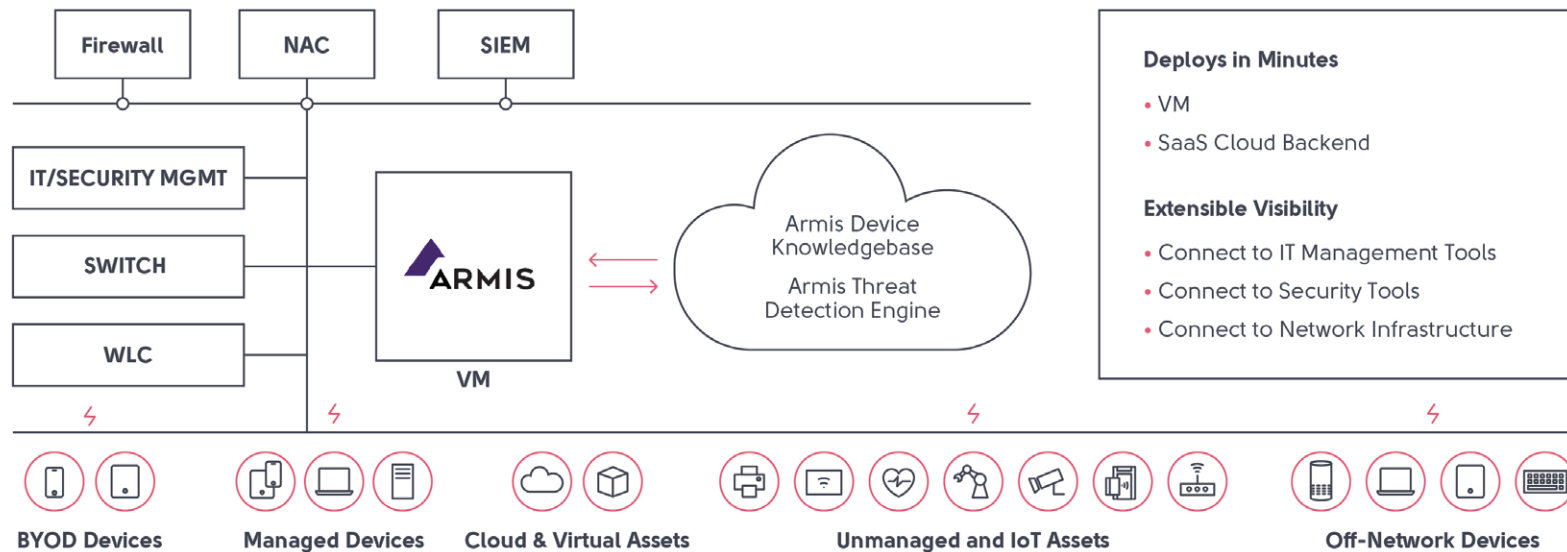 Firewall
NAC
SIEM
IT/SECURITY MGMT
SWITCH
WLC
ARMIS
VM
Armis Device
Knowledgebase
Armis Threat
Detection Engine
Deploys in Minutes
• VM
• SaaS Cloud Backend
Extensible Visibility
• Connect to IT Management Tools
• Connect to Security Tools
• Connect to Network Infrastructure
BYOD Devices
Managed Devices
Cloud & Virtual Assets
Unmanaged and IoT Assets
Off-Network Devices